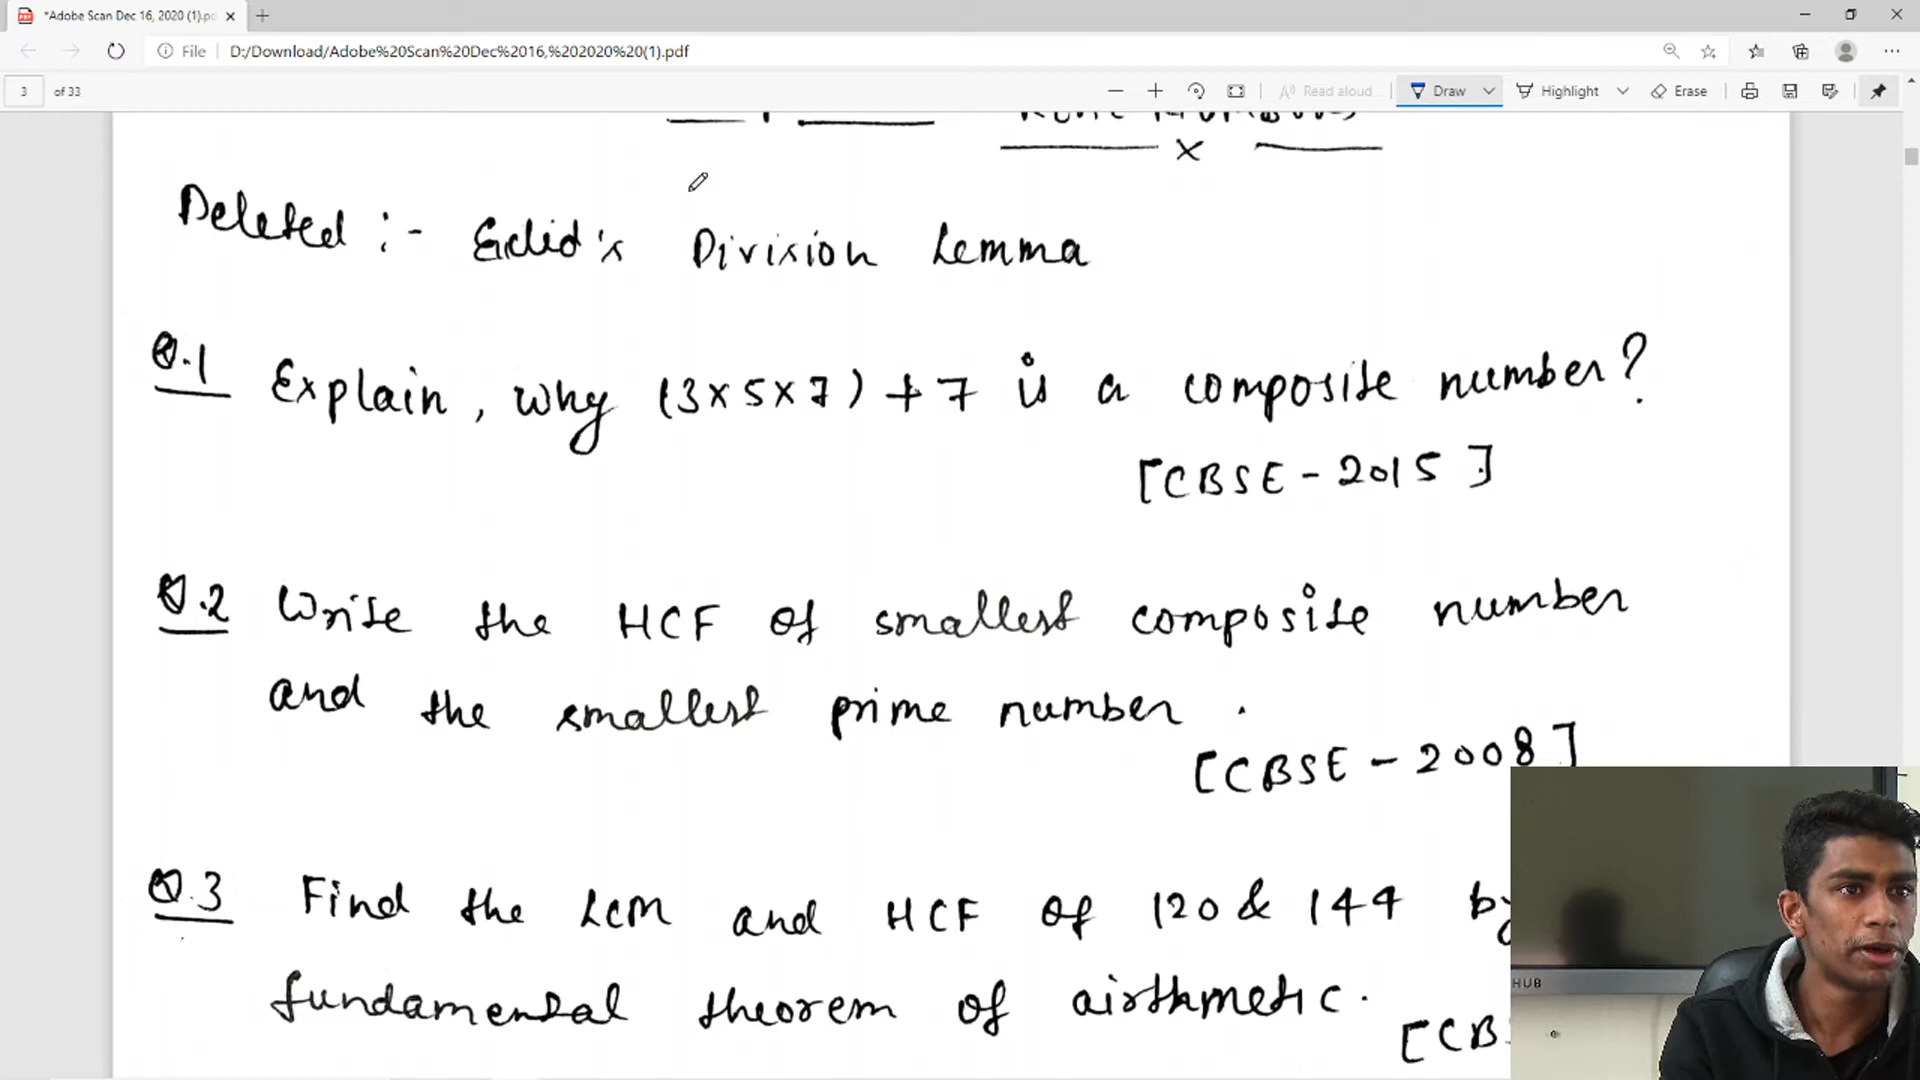 *Adobe Scan Dec 16, 2020 (1).pd
File D:/Download/Adobe%20Scan%20Dec%2016,%202020%20(1).pdf
3 of 33 Read aloud Draw Highlight Erase
Deleted :- Euclid's Division Lemma
Q.1 Explain, why (3×5×7) + 7 is a composite number?
[CBSE-2015]
Q.2 Write the HCF of smallest composite number
and the smallest prime number.
[CBSE-2008]
Q.3 Find the LCM and HCF of 120 & 144 by
fundamental theorem of airthmetic.
[CBS
HUB